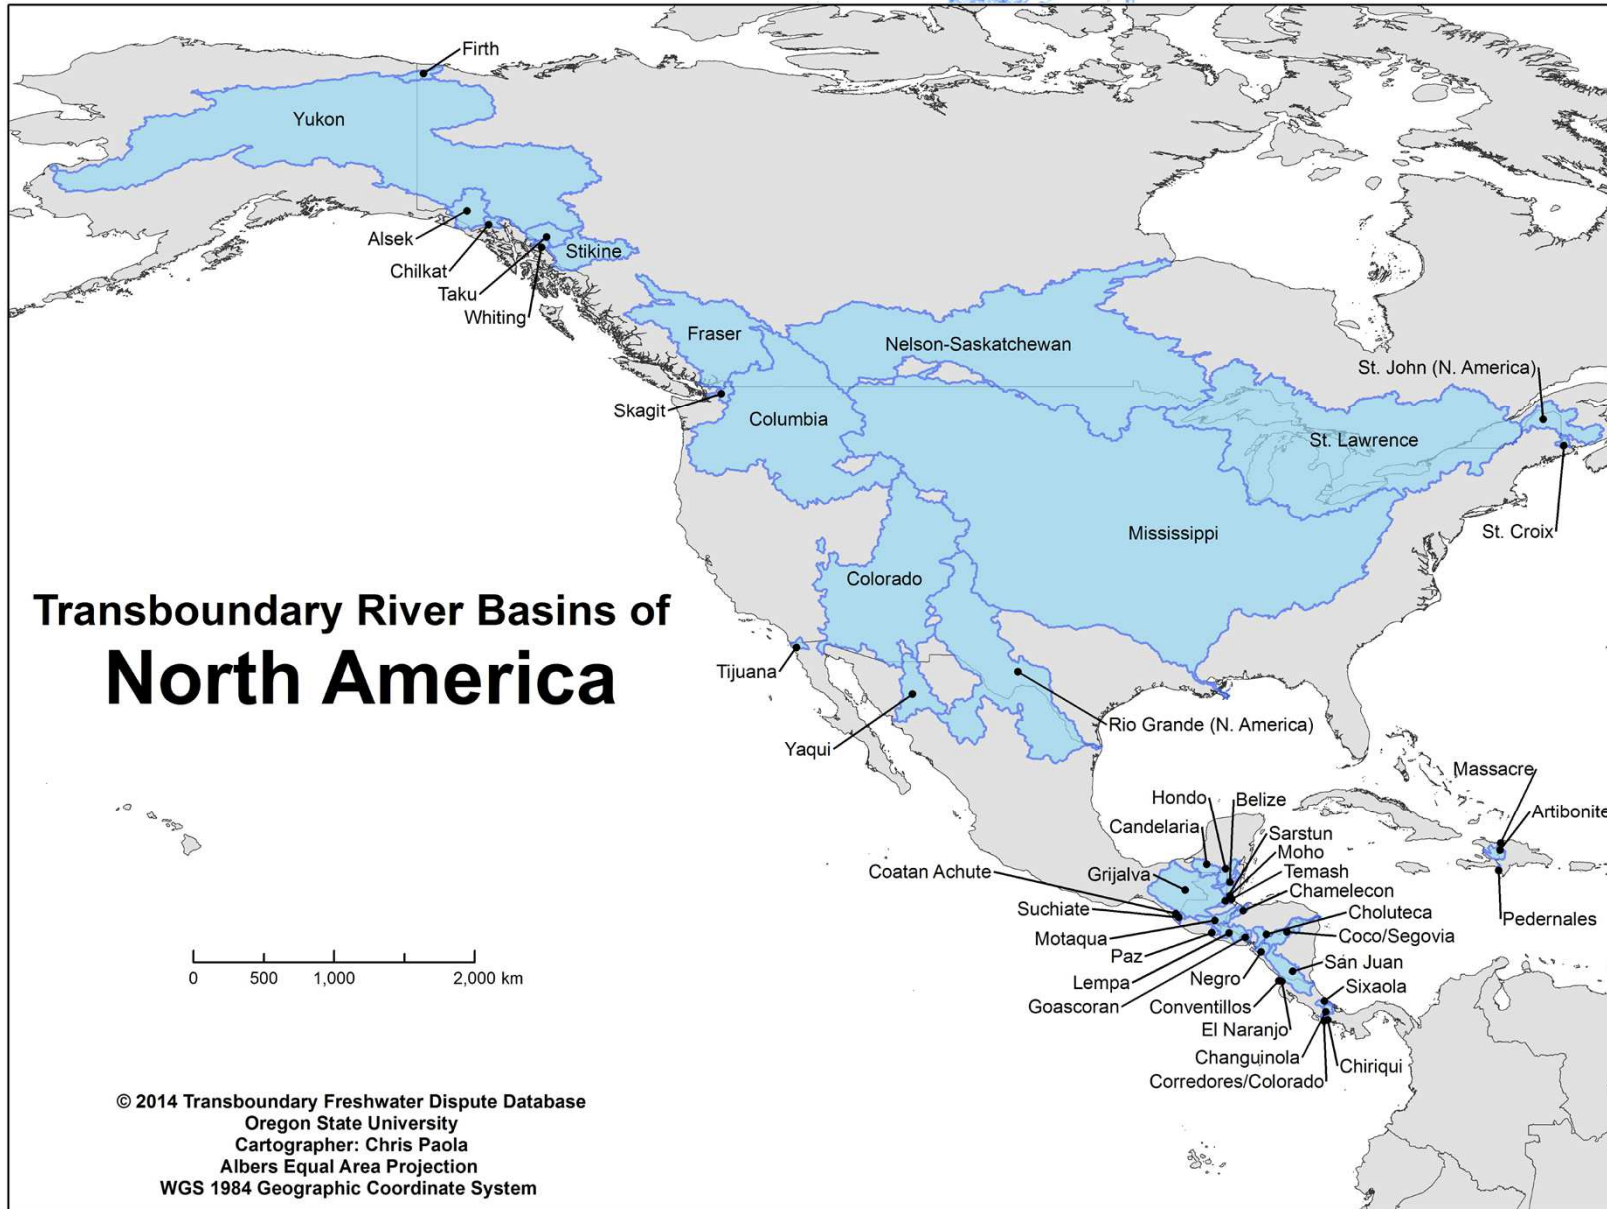 Firth
Yukon
Alsek
Chilkat
Taku
Whiting
Stikine
Fraser
Nelson-Saskatchewan
St. John (N. America)
Skagit
Columbia
St. Lawrence
St. Croix
Mississippi
Colorado
Transboundary River Basins of
North America
Tijuana
Yaqui
Rio Grande (N. America)
Massacre
Artibonite
Hondo
Belize
Candelaria
Sarstun
Moho
Temash
Coatan Achute
Grijalva
Chamelecon
Suchiate
Choluteca
Pedernales
Motaqua
Coco/Segovia
Paz
San Juan
Lempa
Negro
Sixaola
Goascoran
Conventillos
El Naranjo
Changuinola
Chiriqui
Corredores/Colorado
0 500 1,000 2,000 km
© 2014 Transboundary Freshwater Dispute Database
Oregon State University
Cartographer: Chris Paola
Albers Equal Area Projection
WGS 1984 Geographic Coordinate System